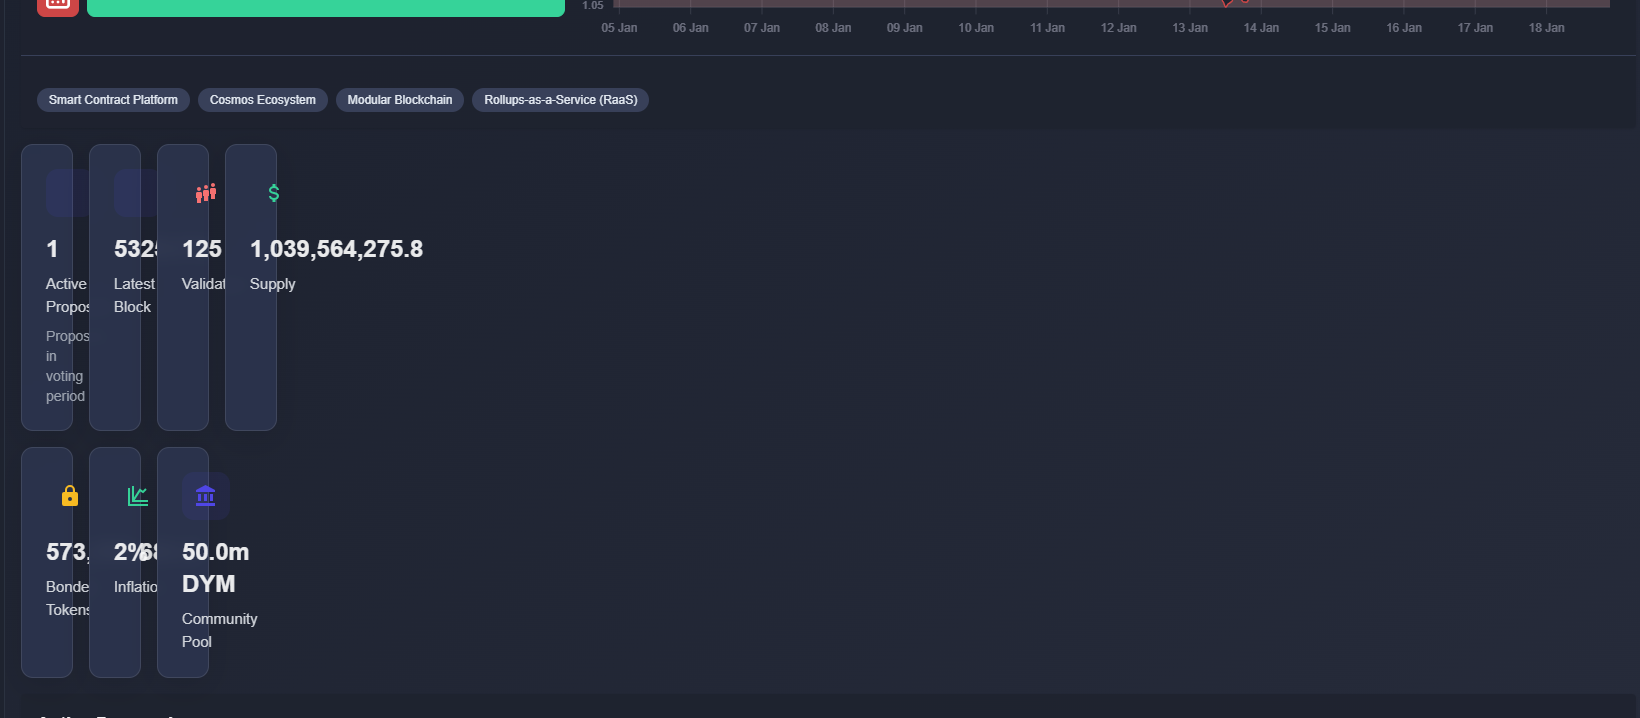 1.05
05 Jan 06 Jan 07 Jan 08 Jan 09 Jan 10 Jan 11 Jan 12 Jan 13 Jan 14 Jan 15 Jan 16 Jan 17 Jan 18 Jan
Smart Contract Platform Cosmos Ecosystem Modular Blockchain Rollups-as-a-Service (RaaS)
1
Active
Propos
Propos
in
voting
period
532
Latest
Block
125
Validat
1,039,564,275.8
Supply
573,
Bonde
Tokens
2%
Inflatio
50.0m
DYM
Community
Pool